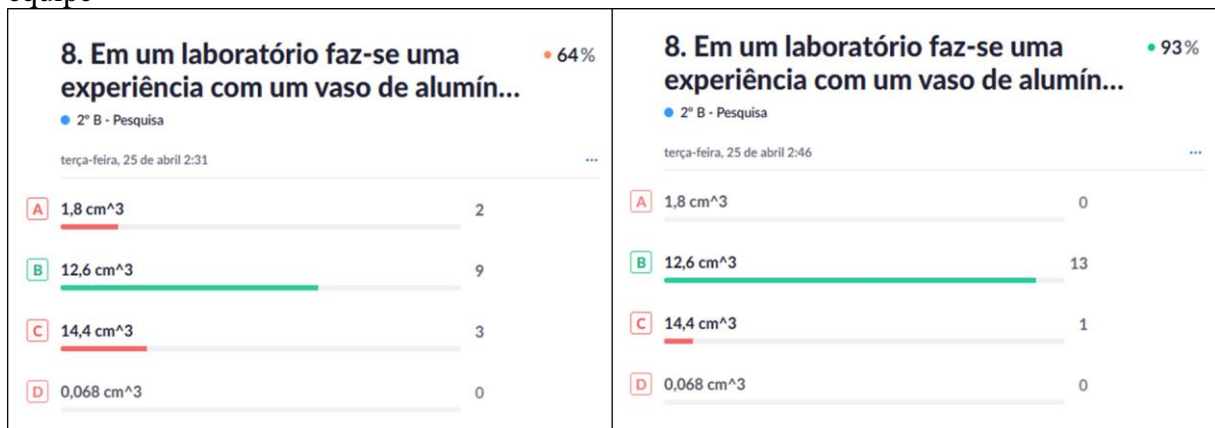 equipe
8. Em um laboratório faz-se uma
experiência com um vaso de alumín...
64%
2º B - Pesquisa
terça-feira, 25 de abril 2:31
...
A 1,8 cm^3 2
B 12,6 cm^3 9
C 14,4 cm^3 3
D 0,068 cm^3 0
8. Em um laboratório faz-se uma
experiência com um vaso de alumín...
93%
2º B - Pesquisa
terça-feira, 25 de abril 2:46
...
A 1,8 cm^3 0
B 12,6 cm^3 13
C 14,4 cm^3 1
D 0,068 cm^3 0